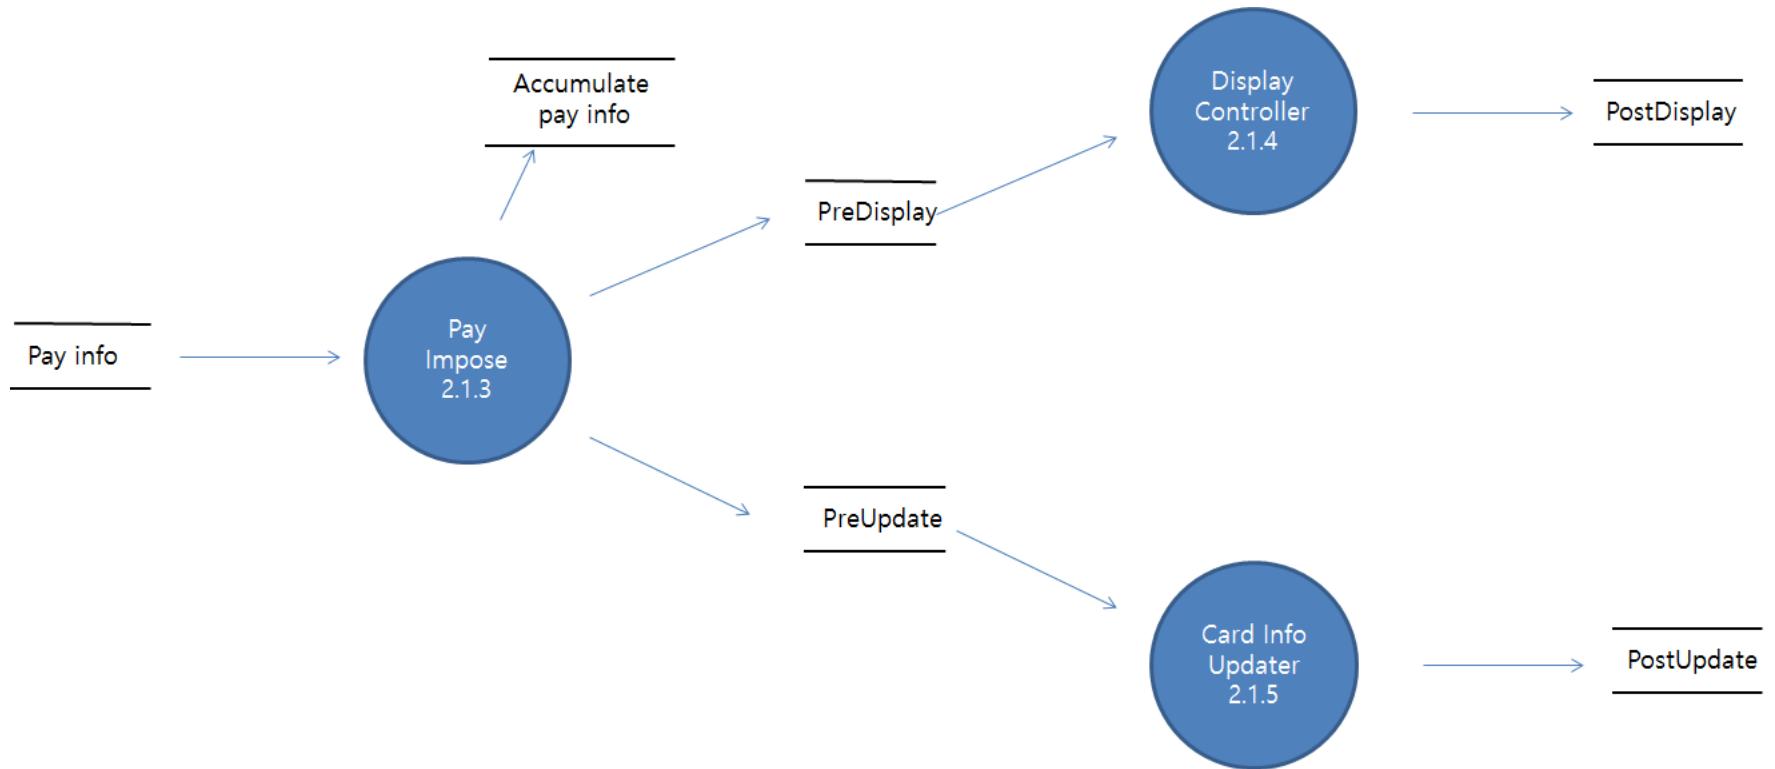 Accumulate
pay info
Display
Controller
2.1.4
PostDisplay
PreDisplay
Pay info
Pay
Impose
2.1.3
PreUpdate
Card Info
Updater
2.1.5
PostUpdate